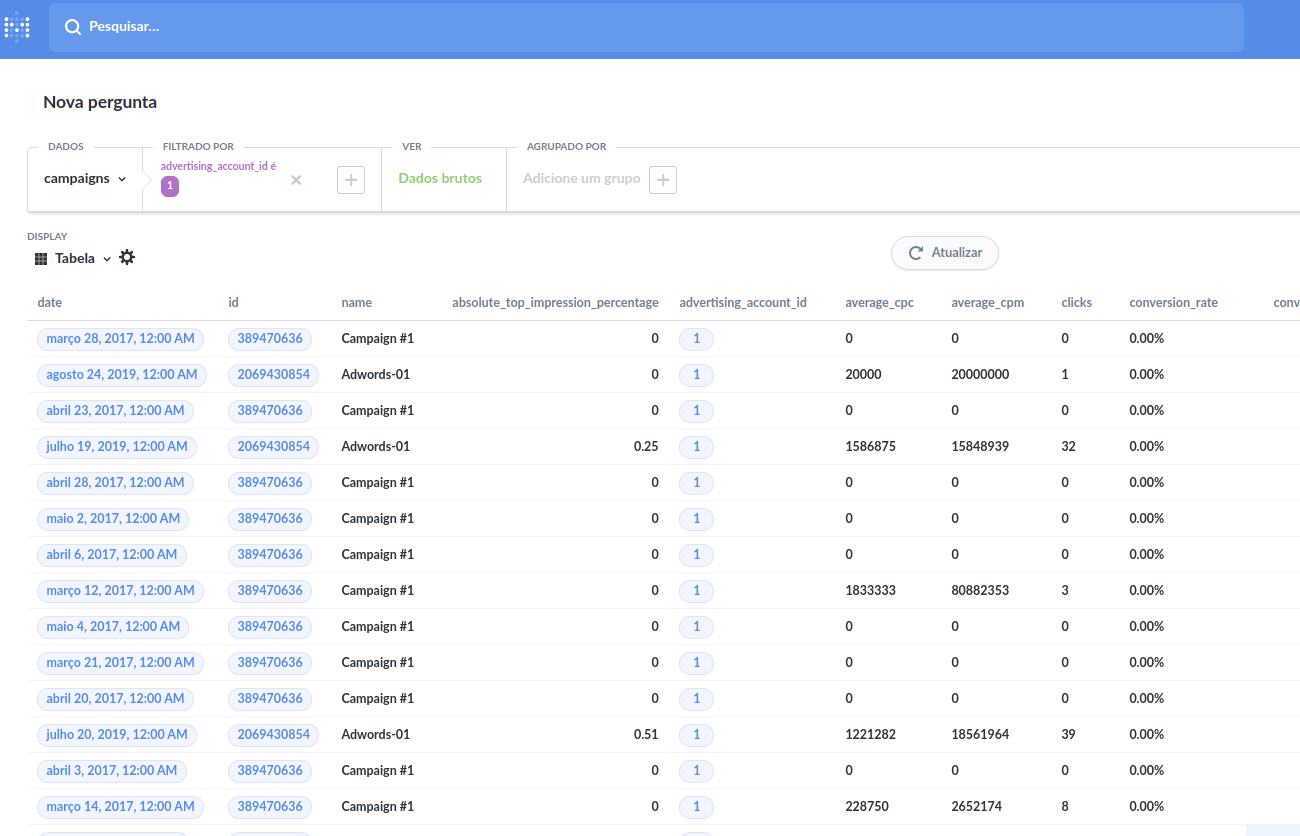 Pesquisar...
Nova pergunta
DADOS FILTRADO POR VER AGRUPADO POR
campaigns advertising_account_id é 1 Dados brutos Adicione um grupo
DISPLAY
Tabela Atualizar
date id name absolute_top_impression_percentage advertising_account_id average_cpc average_cpm clicks conversion_rate conv
março 28, 2017, 12:00 AM 389470636 Campaign #1 0 1 0 0 0 0.00%
agosto 24, 2019, 12:00 AM 2069430854 Adwords-01 0 1 20000 20000000 1 0.00%
abril 23, 2017, 12:00 AM 389470636 Campaign #1 0 1 0 0 0 0.00%
julho 19, 2019, 12:00 AM 2069430854 Adwords-01 0.25 1 1586875 15848939 32 0.00%
abril 28, 2017, 12:00 AM 389470636 Campaign #1 0 1 0 0 0 0.00%
maio 2, 2017, 12:00 AM 389470636 Campaign #1 0 1 0 0 0 0.00%
abril 6, 2017, 12:00 AM 389470636 Campaign #1 0 1 0 0 0 0.00%
março 12, 2017, 12:00 AM 389470636 Campaign #1 0 1 1833333 80882353 3 0.00%
maio 4, 2017, 12:00 AM 389470636 Campaign #1 0 1 0 0 0 0.00%
março 21, 2017, 12:00 AM 389470636 Campaign #1 0 1 0 0 0 0.00%
abril 20, 2017, 12:00 AM 389470636 Campaign #1 0 1 0 0 0 0.00%
julho 20, 2019, 12:00 AM 2069430854 Adwords-01 0.51 1 1221282 18561964 39 0.00%
abril 3, 2017, 12:00 AM 389470636 Campaign #1 0 1 0 0 0 0.00%
março 14, 2017, 12:00 AM 389470636 Campaign #1 0 1 228750 2652174 8 0.00%